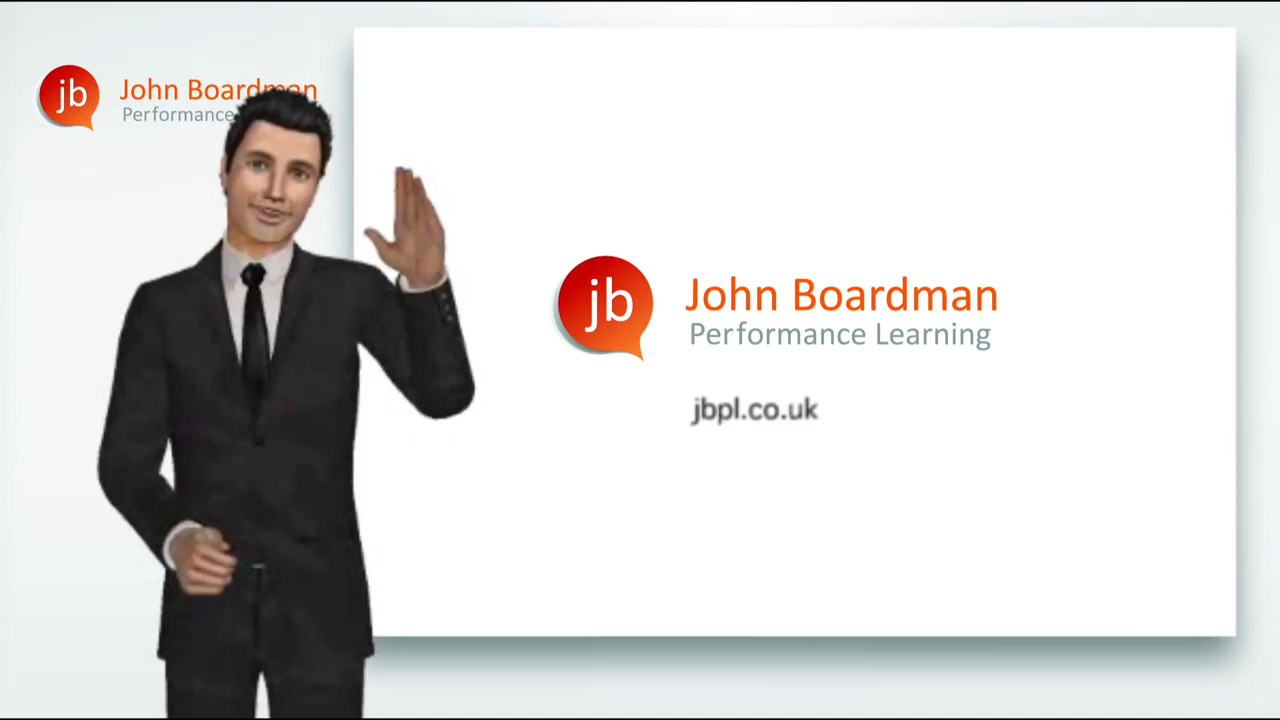 jb
John Boardman
Performance
jb
John Boardman
Performance Learning
jbpl.co.uk